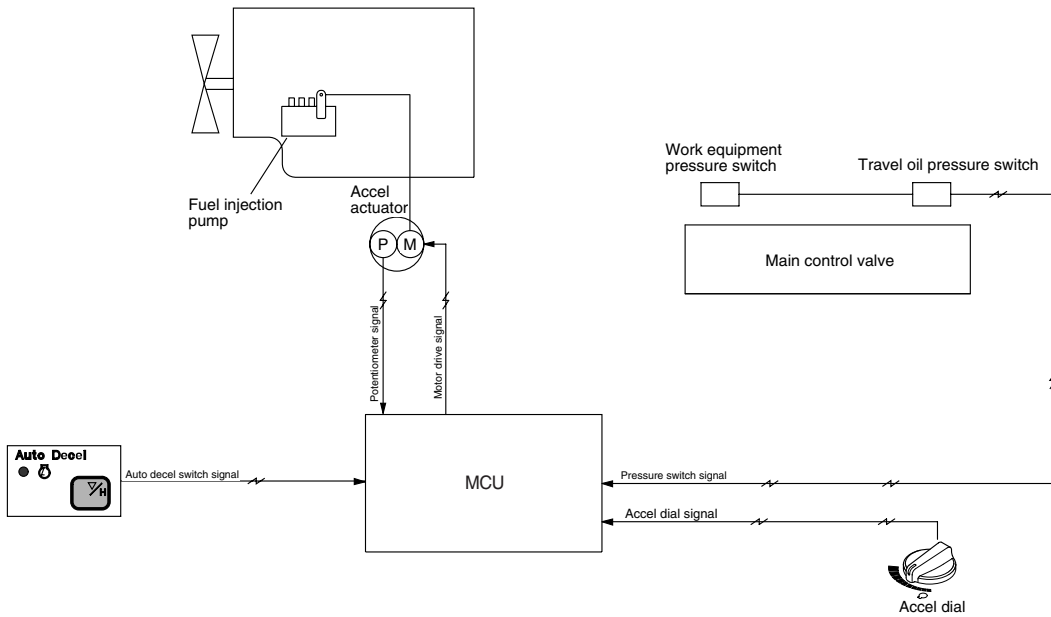 Work equipment
pressure switch
Travel oil pressure switch
Fuel injection
pump
Accel
actuator
P
M
Main control valve
Potentiometer signal
Motor drive signal
Auto Decel
H
Auto decel switch signal
MCU
Pressure switch signal
Accel dial signal
Accel dial